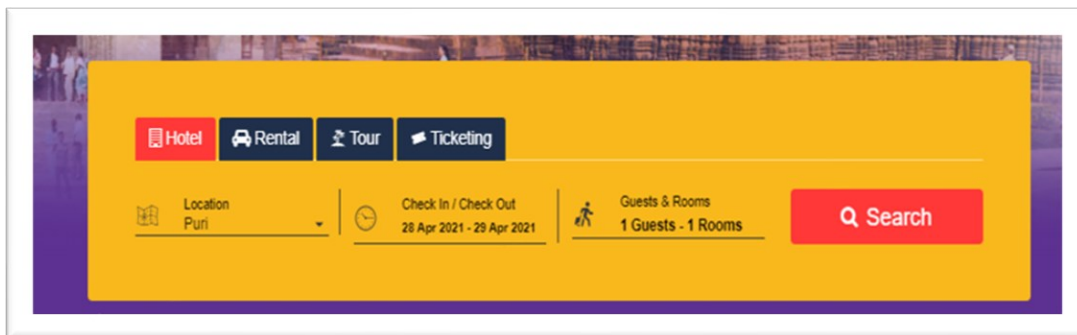 Hotel Rental Tour Ticketing
Location
Puri
Check In / Check Out
28 Apr 2021 - 29 Apr 2021
Guests & Rooms
1 Guests - 1 Rooms
Search